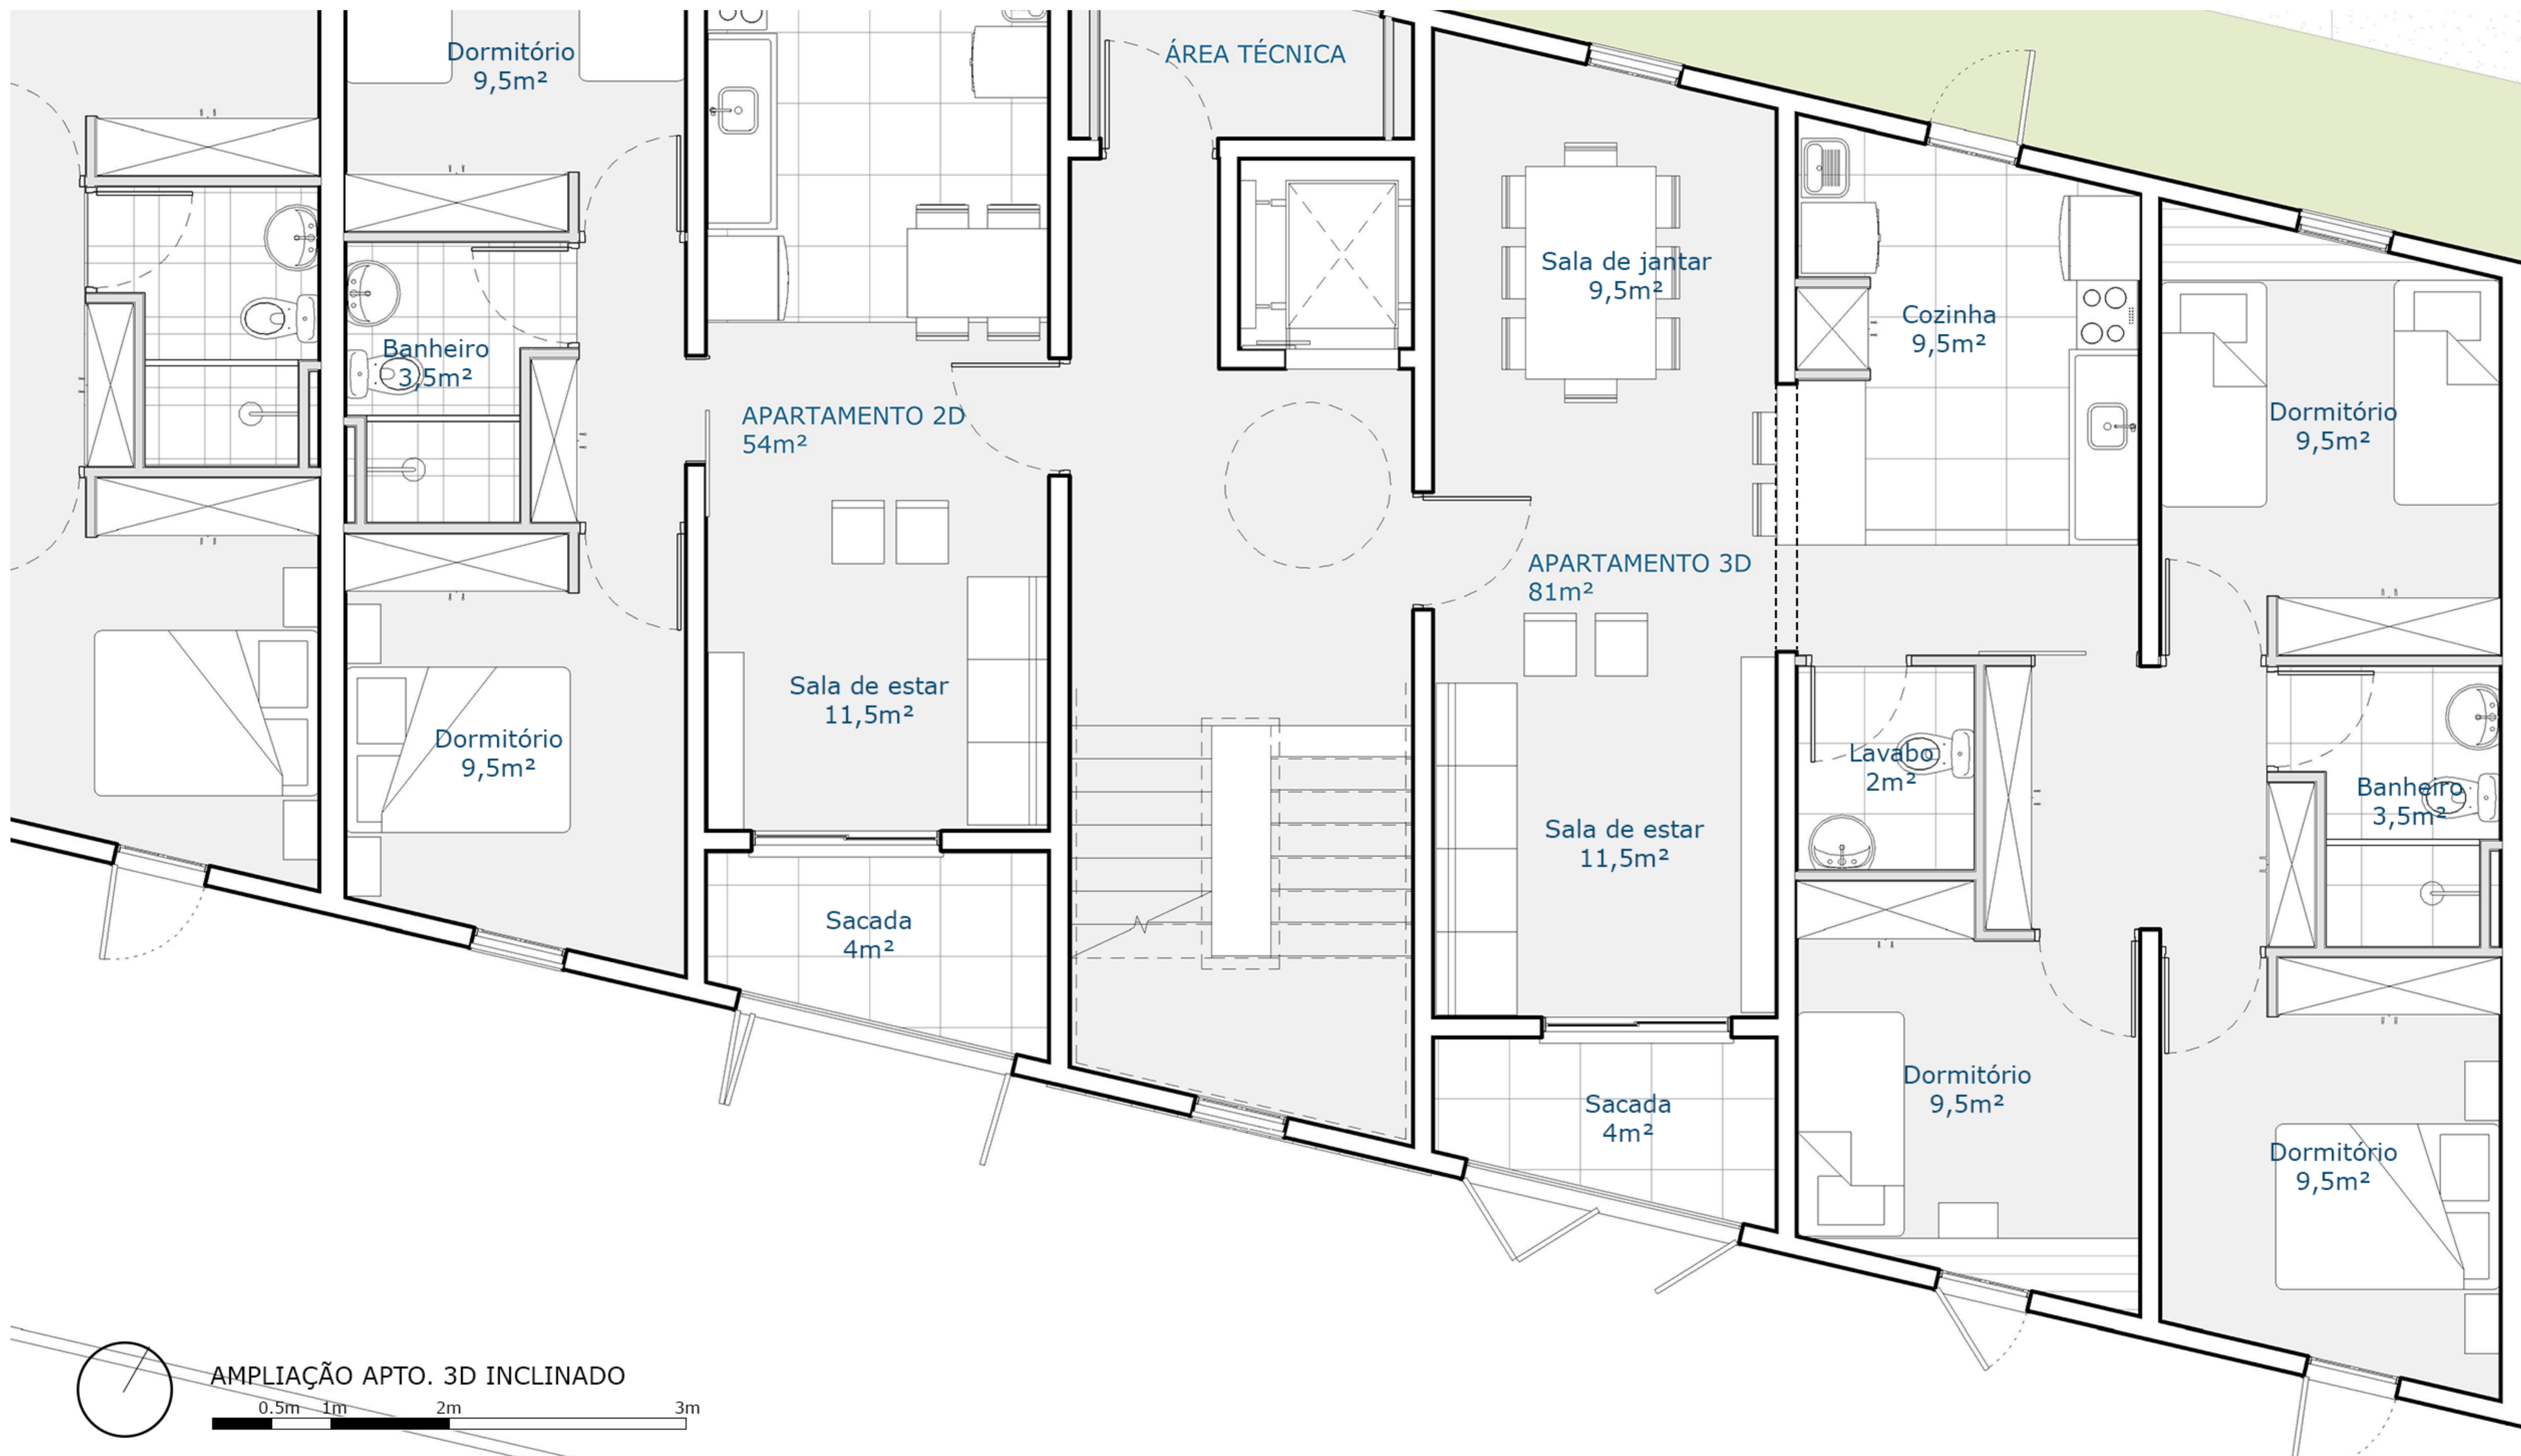 Dormitório
9,5m²
ÁREA TÉCNICA
Sala de jantar
9,5m²
Cozinha
9,5m²
Banheiro
3,5m²
APARTAMENTO 2D
54m²
Dormitório
9,5m²
APARTAMENTO 3D
81m²
Sala de estar
11,5m²
Dormitório
9,5m²
Lavabo
2m²
Banheiro
3,5m²
Sala de estar
11,5m²
Sacada
4m²
Dormitório
9,5m²
Sacada
4m²
Dormitório
9,5m²
AMPLIAÇÃO APTO. 3D INCLINADO
0.5m 1m 2m 3m